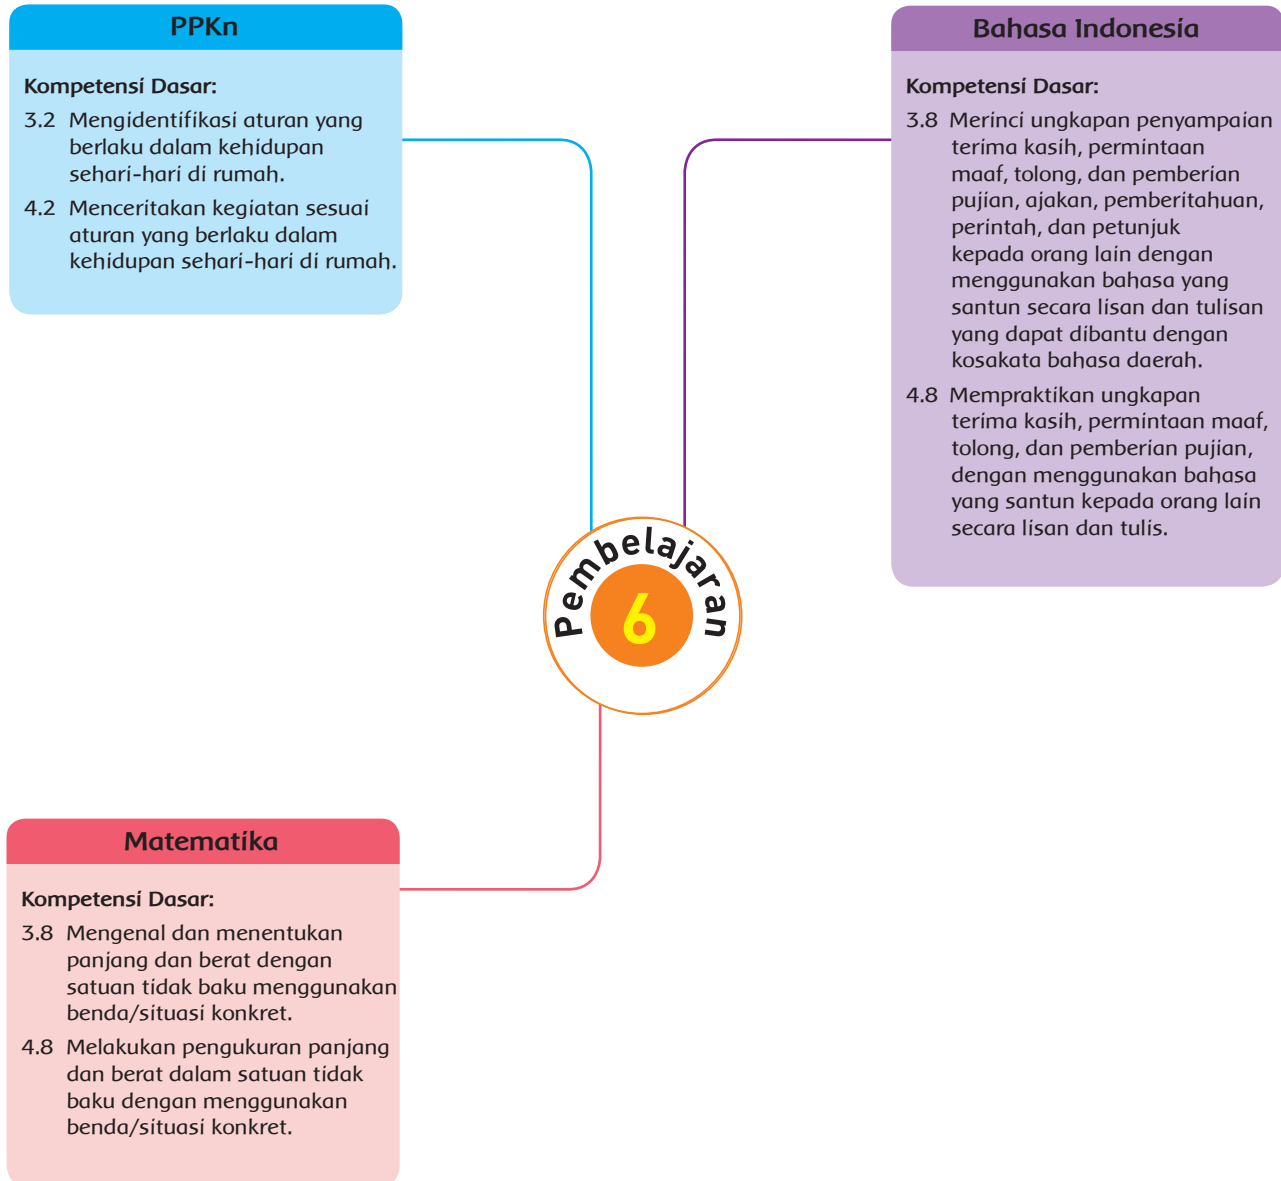 PPKn
Kompetensi Dasar:
3.2 Mengidentifikasi aturan yang
berlaku dalam kehidupan
sehari-hari di rumah.
4.2 Menceritakan kegiatan sesuai
aturan yang berlaku dalam
kehidupan sehari-hari di rumah.
Bahasa Indonesia
Kompetensi Dasar:
3.8 Merinci ungkapan penyampaian
terima kasih, permintaan
maaf, tolong, dan pemberian
pujian, ajakan, pemberitahuan,
perintah, dan petunjuk
kepada orang lain dengan
menggunakan bahasa yang
santun secara lisan dan tulisan
yang dapat dibantu dengan
kosakata bahasa daerah.
4.8 Mempraktikan ungkapan
terima kasih, permintaan maaf,
tolong, dan pemberian pujian,
dengan menggunakan bahasa
yang santun kepada orang lain
secara lisan dan tulis.
Pembelajaran
6
Matematika
Kompetensi Dasar:
3.8 Mengenal dan menentukan
panjang dan berat dengan
satuan tidak baku menggunakan
benda/situasi konkret.
4.8 Melakukan pengukuran panjang
dan berat dalam satuan tidak
baku dengan menggunakan
benda/situasi konkret.